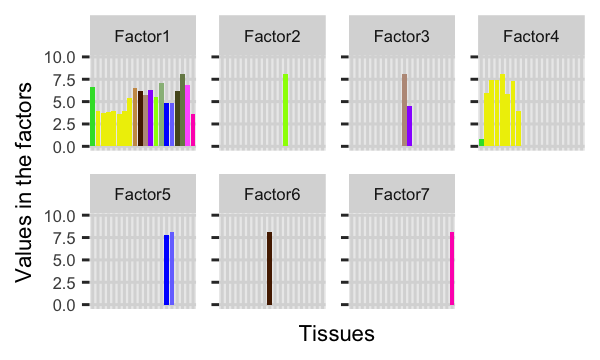 Factor1 Factor2 Factor3 Factor4
10.0
7.5
5.0
2.5
0.0
Values in the factors
Factor5 Factor6 Factor7
10.0
7.5
5.0
2.5
0.0
Tissues